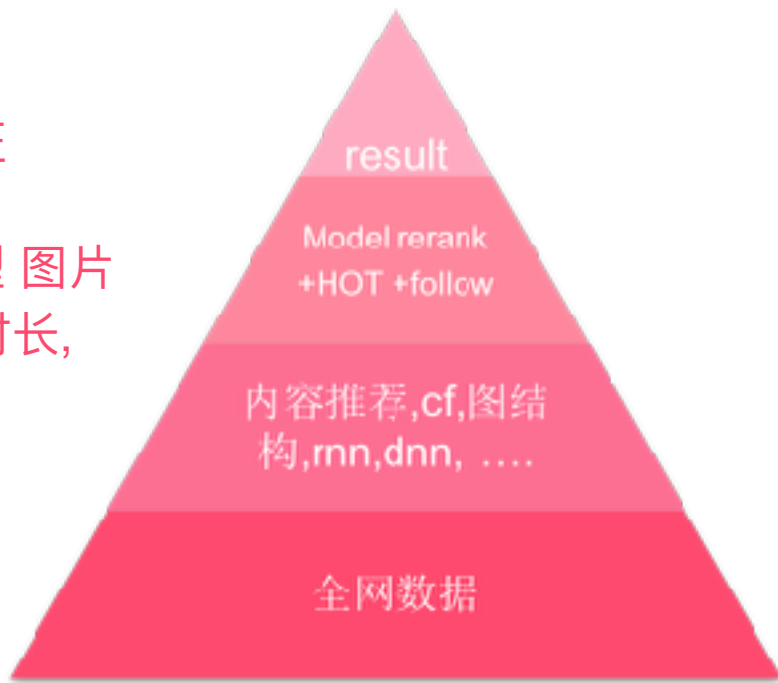 result
Model rerank
+HOT +follow
图片
时长,
内容推荐,cf,图结
构,rnn,dnn, ....
全网数据